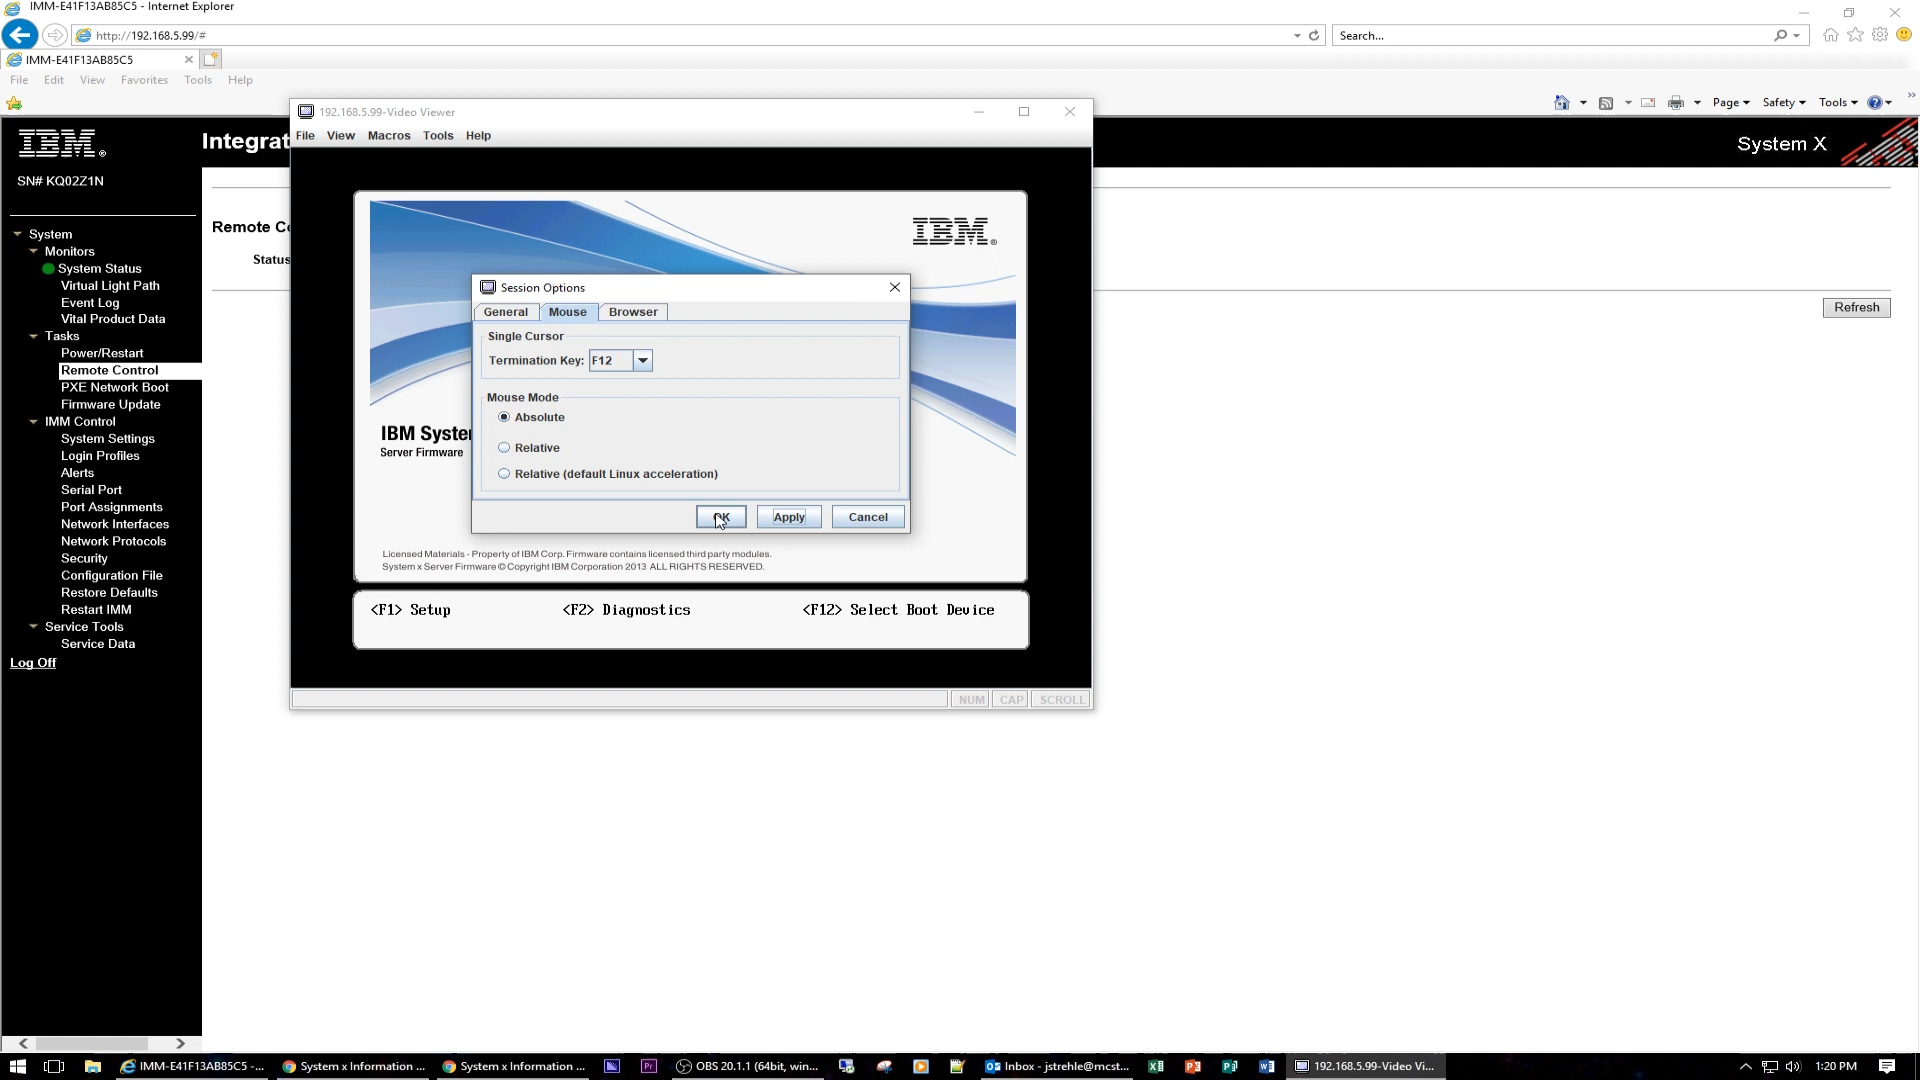 IMM-E41F13AB85C5 - Internet Explorer
http://192.168.5.99/#
Search...
IMM-E41F13AB85C5
File Edit View Favorites Tools Help
Page Safety Tools
192.168.5.99-Video Viewer
File View Macros Tools Help
IBM
SN# KQ02Z1N
Integrat
System X
System
Monitors
System Status
Virtual Light Path
Event Log
Vital Product Data
Tasks
Power/Restart
Remote Control
PXE Network Boot
Firmware Update
IMM Control
System Settings
Login Profiles
Alerts
Serial Port
Port Assignments
Network Interfaces
Network Protocols
Security
Configuration File
Restore Defaults
Restart IMM
Service Tools
Service Data
Log Off
Remote Co
Status
Refresh
IBM
IBM Syste
Server Firmware
Session Options
General Mouse Browser
Single Cursor
Termination Key: F12
Mouse Mode
Absolute
Relative
Relative (default Linux acceleration)
OK Apply Cancel
Licensed Materials - Property of IBM Corp. Firmware contains licensed third party modules.
System x Server Firmware © Copyright IBM Corporation 2013 ALL RIGHTS RESERVED.
<F1> Setup <F2> Diagnostics <F12> Select Boot Device
NUM CAP SCROLL
IMM-E41F13AB85C5 -... System x Information ... System x Information ... OBS 20.1.1 (64bit, win... Inbox - jstrehle@mcst... 192.168.5.99-Video Vi... 1:20 PM